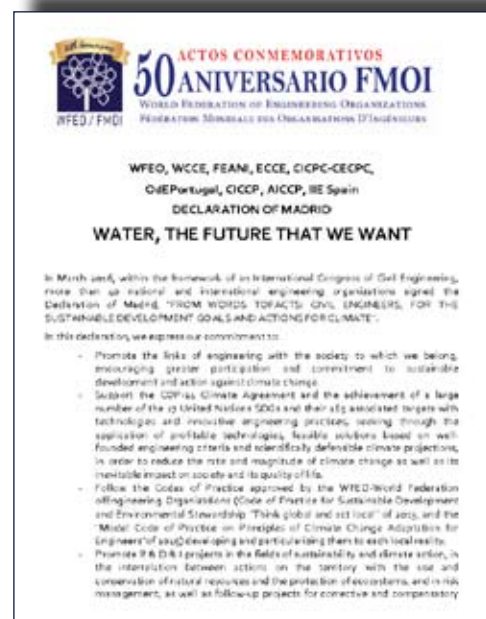 ACTOS CONMEMORATIVOS
50 ANIVERSARIO FMOI
WORLD FEDERATION OF ENGINEERING ORGANIZATIONS
FÉDÉRATION MONDIALE DES ORGANISATIONS D'INGÉNIEURS
WFEO / FMOI
WFEO, WCCE, FEANI, ECCE, CICPC-CECPC,
OdEPortugal, CICCP, AICCP, IIE Spain
DECLARATION OF MADRID
WATER, THE FUTURE THAT WE WANT
In March 2016, within the framework of an International Congress of Civil Engineering,
more than 40 national and international engineering organizations signed the
Declaration of Madrid, "FROM WORDS TO FACTS: CIVIL ENGINEERS, FOR THE
SUSTAINABLE DEVELOPMENT GOALS AND ACTIONS FOR CLIMATE".
In this declaration, we express our commitment to:
- Promote the links of engineering with the society to which we belong,
encouraging greater participation and commitment to sustainable
development and action against climate change.
- Support the COP-21 Climate Agreement and the achievement of a large
number of the 17 United Nations SDGs and their 169 associated targets with
technologies and innovative engineering practices, seeking through the
application of profitable technologies, feasible solutions based on well-
founded engineering criteria and scientifically defensible climate projections,
in order to reduce the rate and magnitude of climate change as well as its
inevitable impact on society and its quality of life.
- Follow the Codes of Practice approved by the WFEO-World Federation
of Engineering Organizations (Code of Practice for Sustainable Development
and Environmental Stewardship "Think global and act local" of 2013, and the
"Model Code of Practice on Principles of Climate Change Adaptation for
Engineers" of 2015) developing and particularising them to each local reality.
- Promote R & D & I projects in the fields of sustainability and climate action, in
the interrelation between actions on the territory with the use and
conservation of natural resources and the protection of ecosystems, and in risk
management, as well as follow-up projects for corrective and compensatory